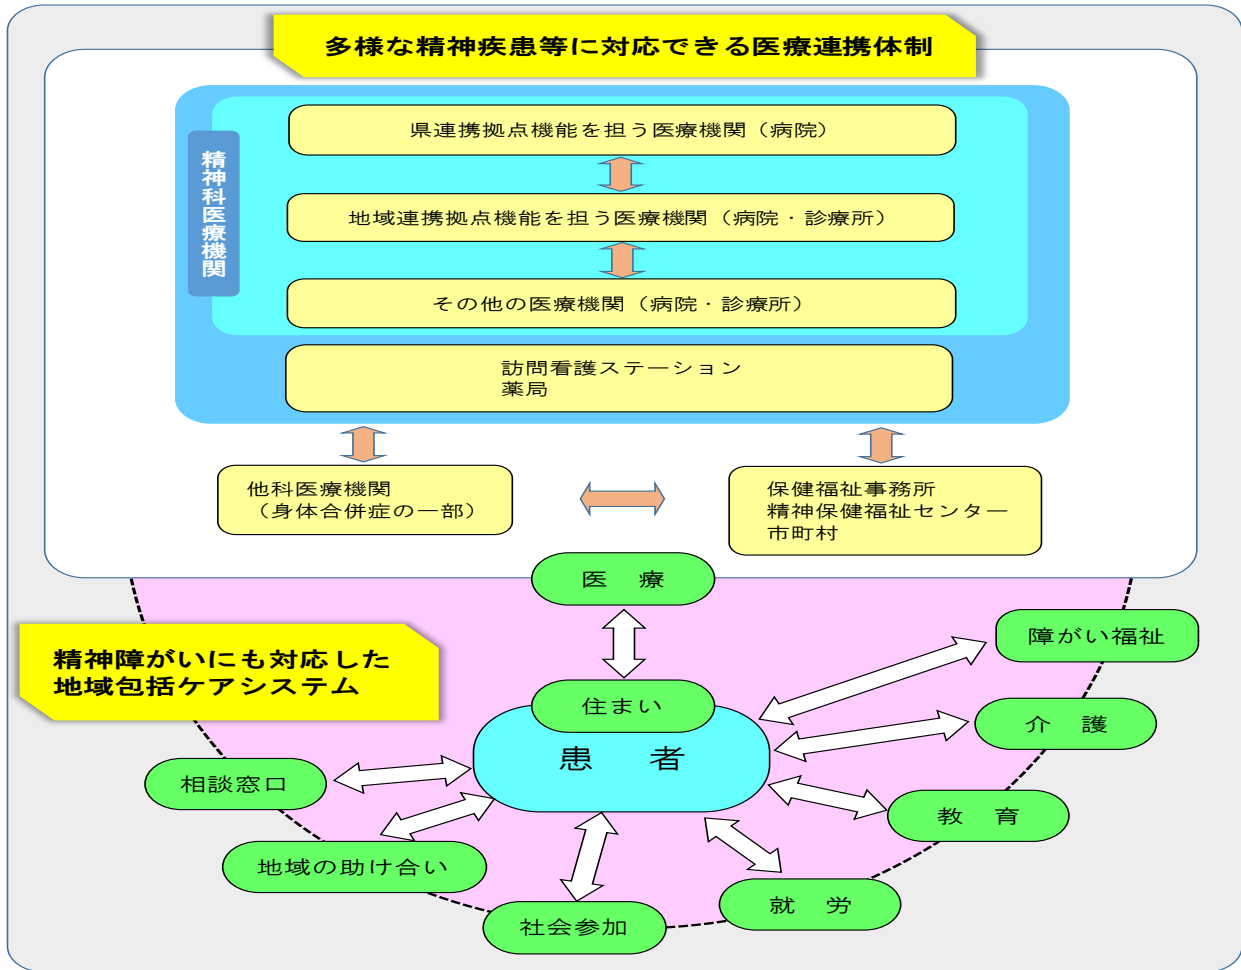 多様な精神疾患等に対応できる医療連携体制
精神科医療機関
県連携拠点機能を担う医療機関（病院）
地域連携拠点機能を担う医療機関（病院・診療所）
その他の医療機関（病院・診療所）
訪問看護ステーション
薬局
他科医療機関
（身体合併症の一部）
保健福祉事務所
精神保健福祉センター
市町村
医　療
精神障がいにも対応した
地域包括ケアシステム
住まい
患　者
障がい福祉
介　護
教　育
就　労
社会参加
地域の助け合い
相談窓口